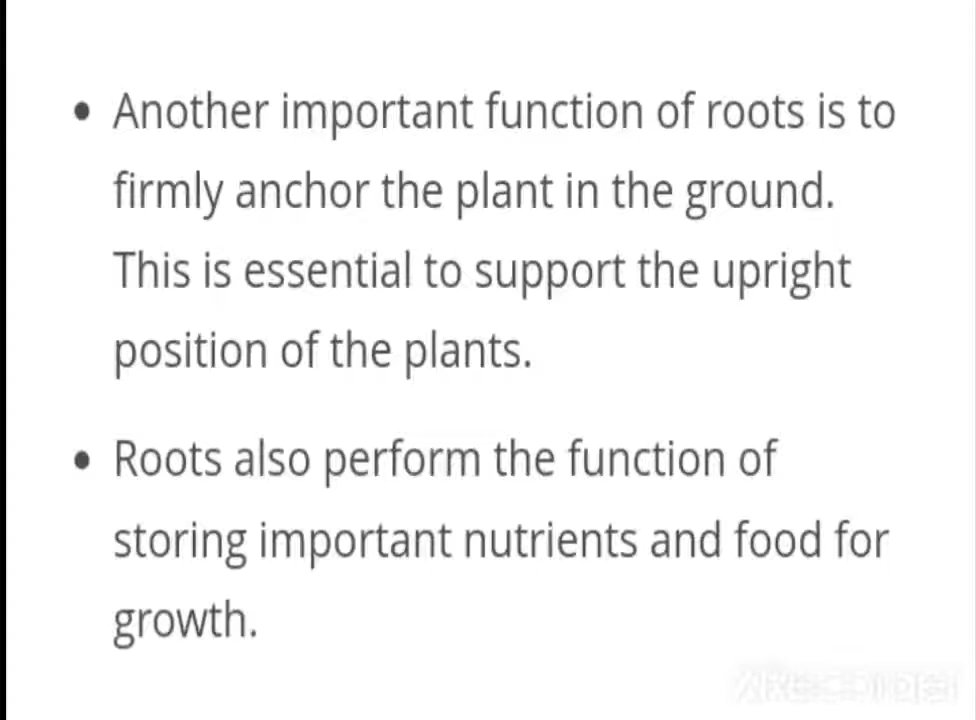 • Another important function of roots is to
firmly anchor the plant in the ground.
This is essential to support the upright
position of the plants.
• Roots also perform the function of
storing important nutrients and food for
growth.